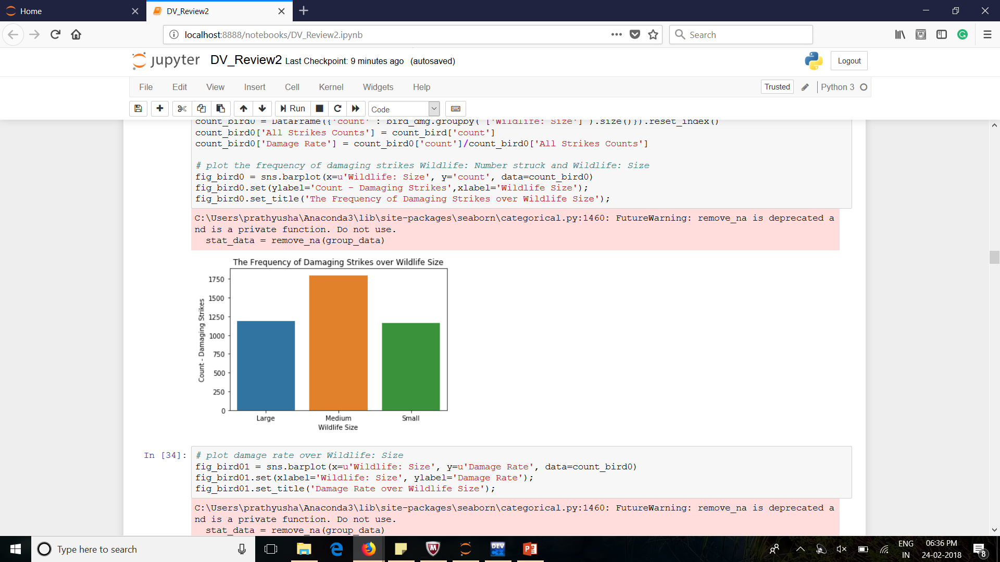 Home
DV_Review2
localhost:8888/notebooks/DV_Review2.ipynb
Search
jupyter DV_Review2 Last Checkpoint: 9 minutes ago (autosaved)
Logout
File Edit View Insert Cell Kernel Widgets Help
Trusted
Python 3
Run
Code
count_bird0 = DataFrame({'count' : bird_dmg.groupby( ['Wildlife: Size'] ).size()}).reset_index()
count_bird0['All Strikes Counts'] = count_bird['count']
count_bird0['Damage Rate'] = count_bird0['count']/count_bird0['All Strikes Counts']
# plot the frequency of damaging strikes Wildlife: Number struck and Wildlife: Size
fig_bird0 = sns.barplot(x=u'Wildlife: Size', y='count', data=count_bird0)
fig_bird0.set(ylabel='Count - Damaging Strikes',xlabel='Wildlife Size');
fig_bird0.set_title('The Frequency of Damaging Strikes over Wildlife Size');
C:\Users\prathyusha\Anaconda3\lib\site-packages\seaborn\categorical.py:1460: FutureWarning: remove_na is deprecated a
nd is a private function. Do not use.
stat_data = remove_na(group_data)
The Frequency of Damaging Strikes over Wildlife Size
Count - Damaging Strikes
1750
1500
1250
1000
750
500
250
0
Large Medium Small
Wildlife Size
In [34]:
# plot damage rate over Wildlife: Size
fig_bird01 = sns.barplot(x=u'Wildlife: Size', y=u'Damage Rate', data=count_bird0)
fig_bird01.set(xlabel='Wildlife: Size', ylabel='Damage Rate');
fig_bird01.set_title('Damage Rate over Wildlife Size');
C:\Users\prathyusha\Anaconda3\lib\site-packages\seaborn\categorical.py:1460: FutureWarning: remove_na is deprecated a
nd is a private function. Do not use.
stat_data = remove_na(group_data)
Type here to search
DEV
C++
ENG
IN
06:36 PM
24-02-2018
8